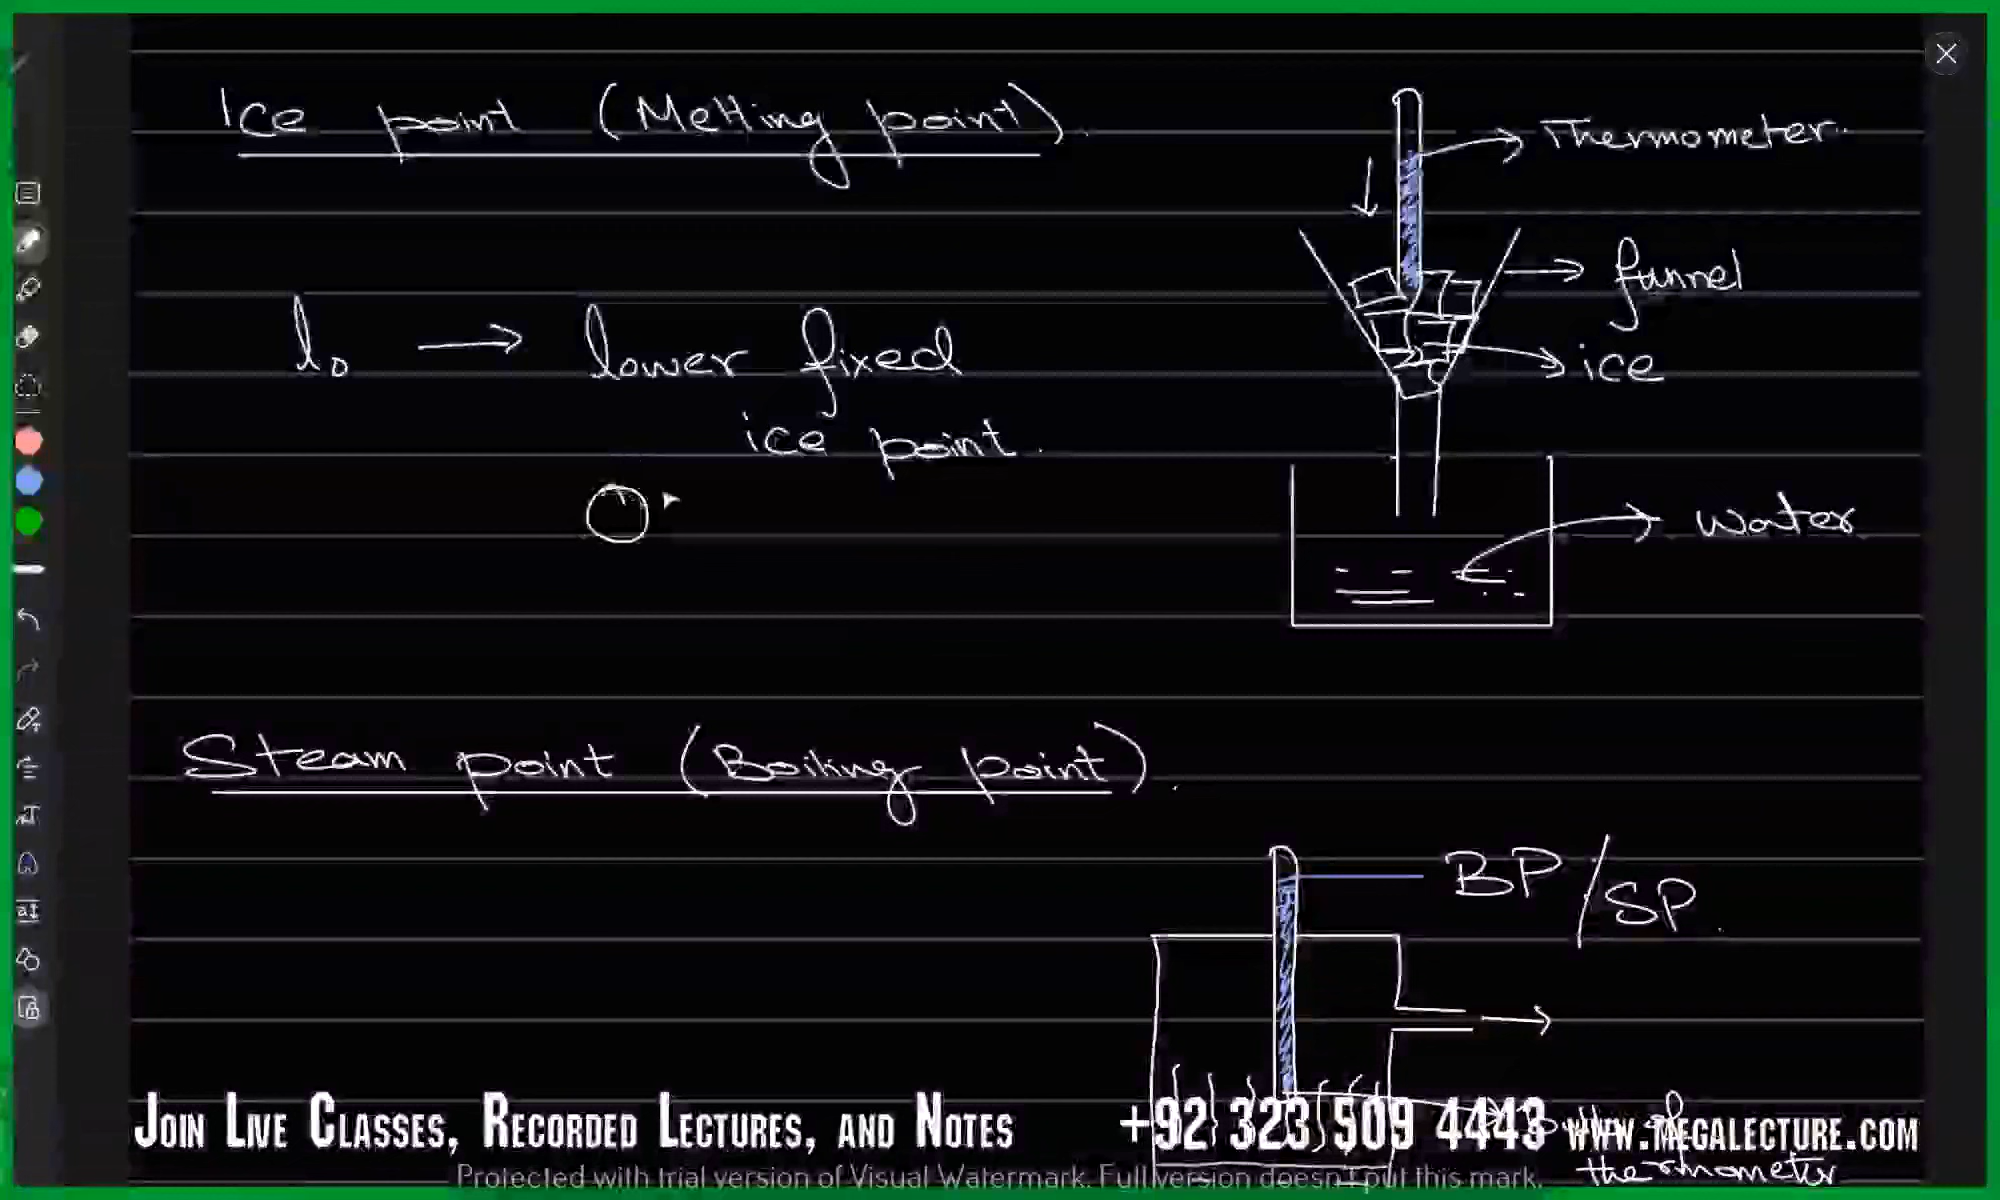 Ice point (Melting point).
Thermometer.
funnel
l₀ → lower fixed
ice
ice point.
0
water
Steam point (Boiling point).
BP/SP.
JOIN LIVE CLASSES, RECORDED LECTURES, AND NOTES +92 323 509 4443 WWW.MEGALECTURE.COM
thermometer
Protected with trial version of Visual Watermark. Full version doesn't put this mark.